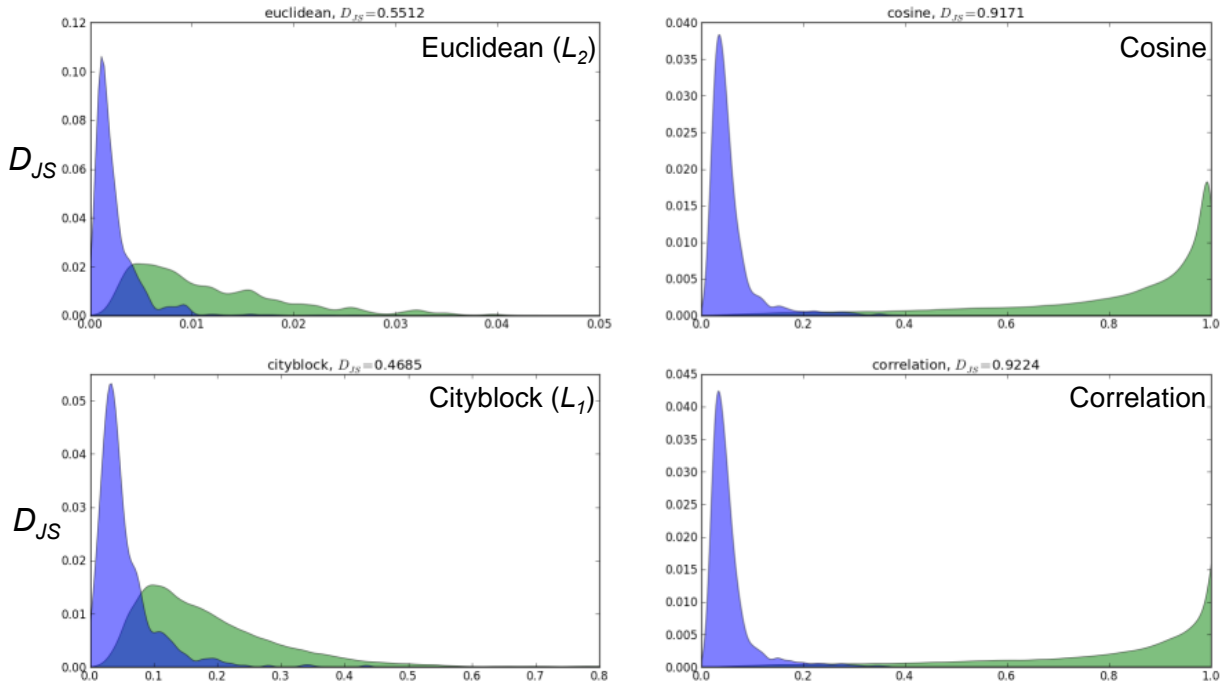 euclidean, D_JS=0.5512
Euclidean (L_2)
D_JS
0.12
0.10
0.08
0.06
0.04
0.02
0.00
0.00 0.01 0.02 0.03 0.04 0.05
cosine, D_JS=0.9171
Cosine
0.040
0.035
0.030
0.025
0.020
0.015
0.010
0.005
0.000
0.0 0.2 0.4 0.6 0.8 1.0
cityblock, D_JS=0.4685
Cityblock (L_1)
D_JS
0.05
0.04
0.03
0.02
0.01
0.00
0.0 0.1 0.2 0.3 0.4 0.5 0.6 0.7 0.8
correlation, D_JS=0.9224
Correlation
0.045
0.040
0.035
0.030
0.025
0.020
0.015
0.010
0.005
0.000
0.0 0.2 0.4 0.6 0.8 1.0